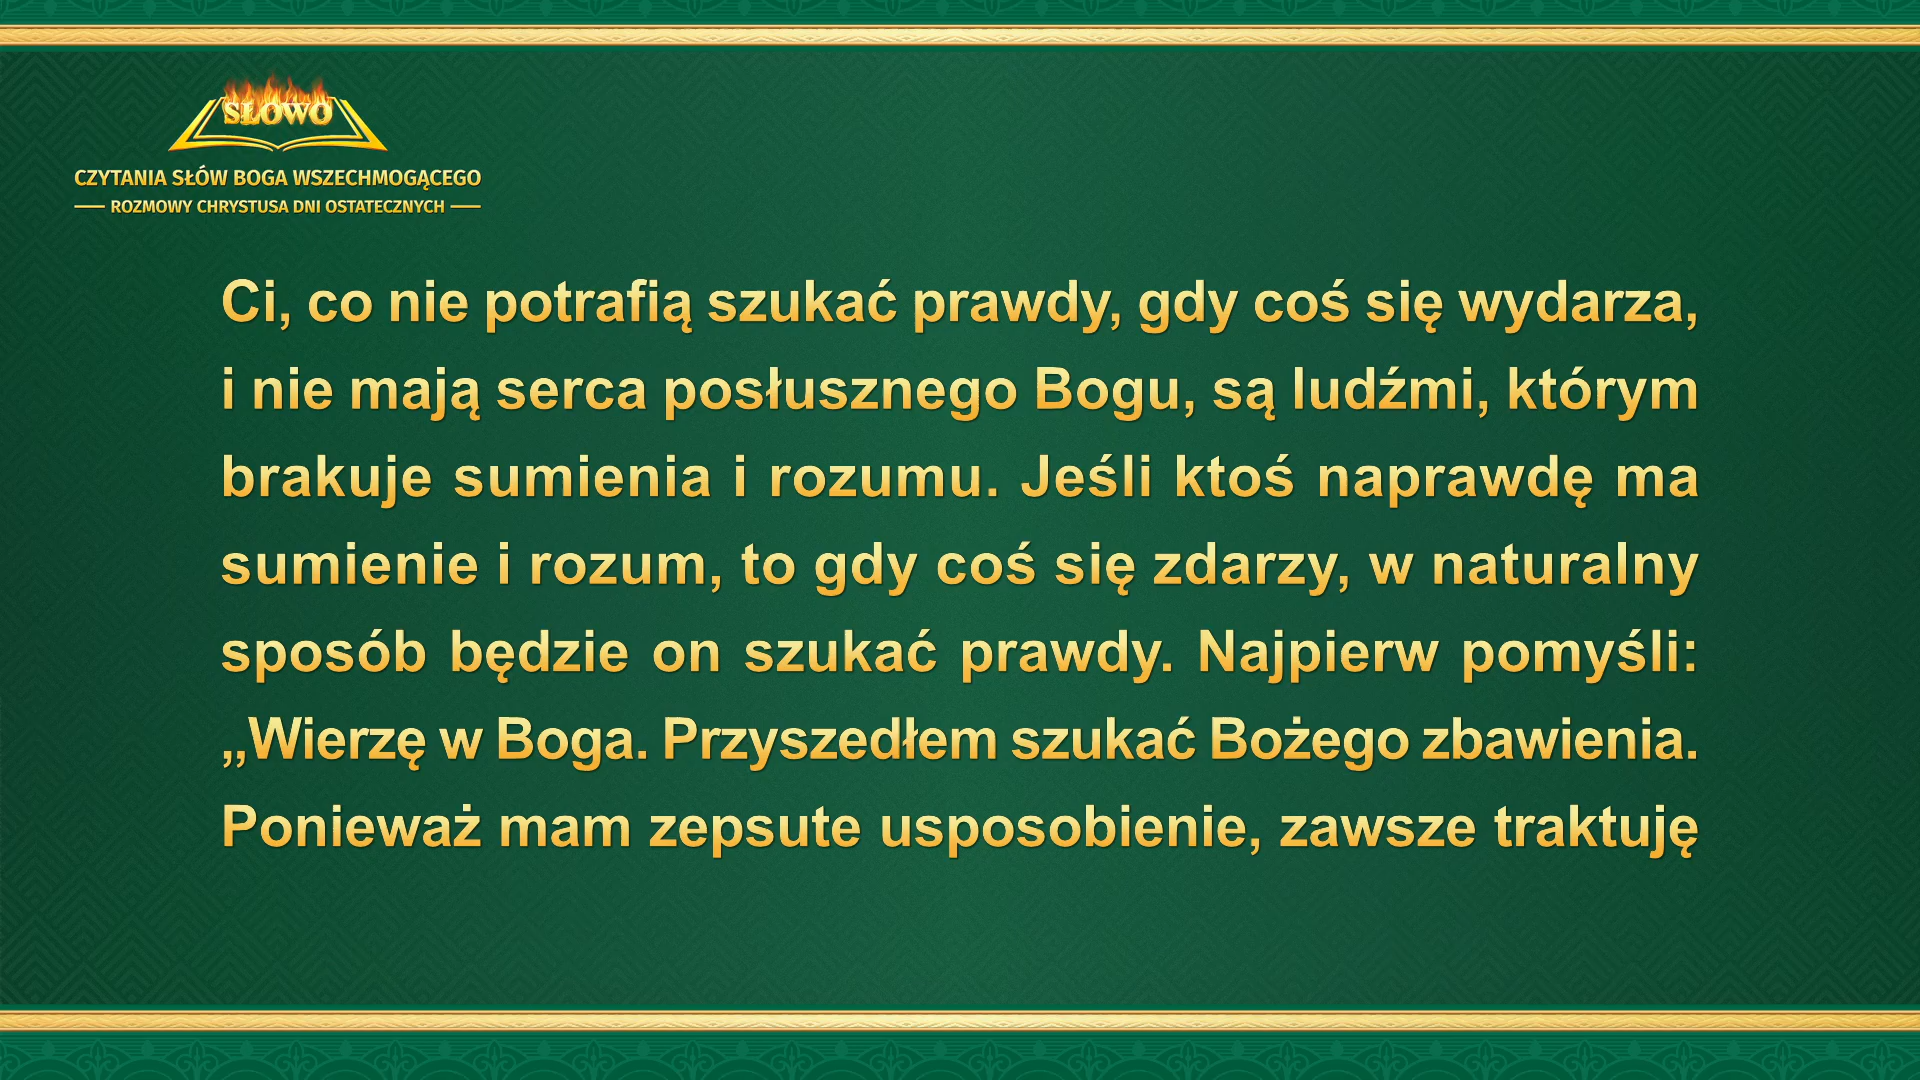 SŁOWO
CZYTANIA SŁÓW BOGA WSZECHMOGĄCEGO
ROZMOWY CHRYSTUSA DNI OSTATECZNYCH
Ci, co nie potrafią szukać prawdy, gdy coś się wydarza,
i nie mają serca posłusznego Bogu, są ludźmi, którym
brakuje sumienia i rozumu. Jeśli ktoś naprawdę ma
sumienie i rozum, to gdy coś się zdarzy, w naturalny
sposób będzie on szukać prawdy. Najpierw pomyśli:
„Wierzę w Boga. Przyszedłem szukać Bożego zbawienia.
Ponieważ mam zepsute usposobienie, zawsze traktuję